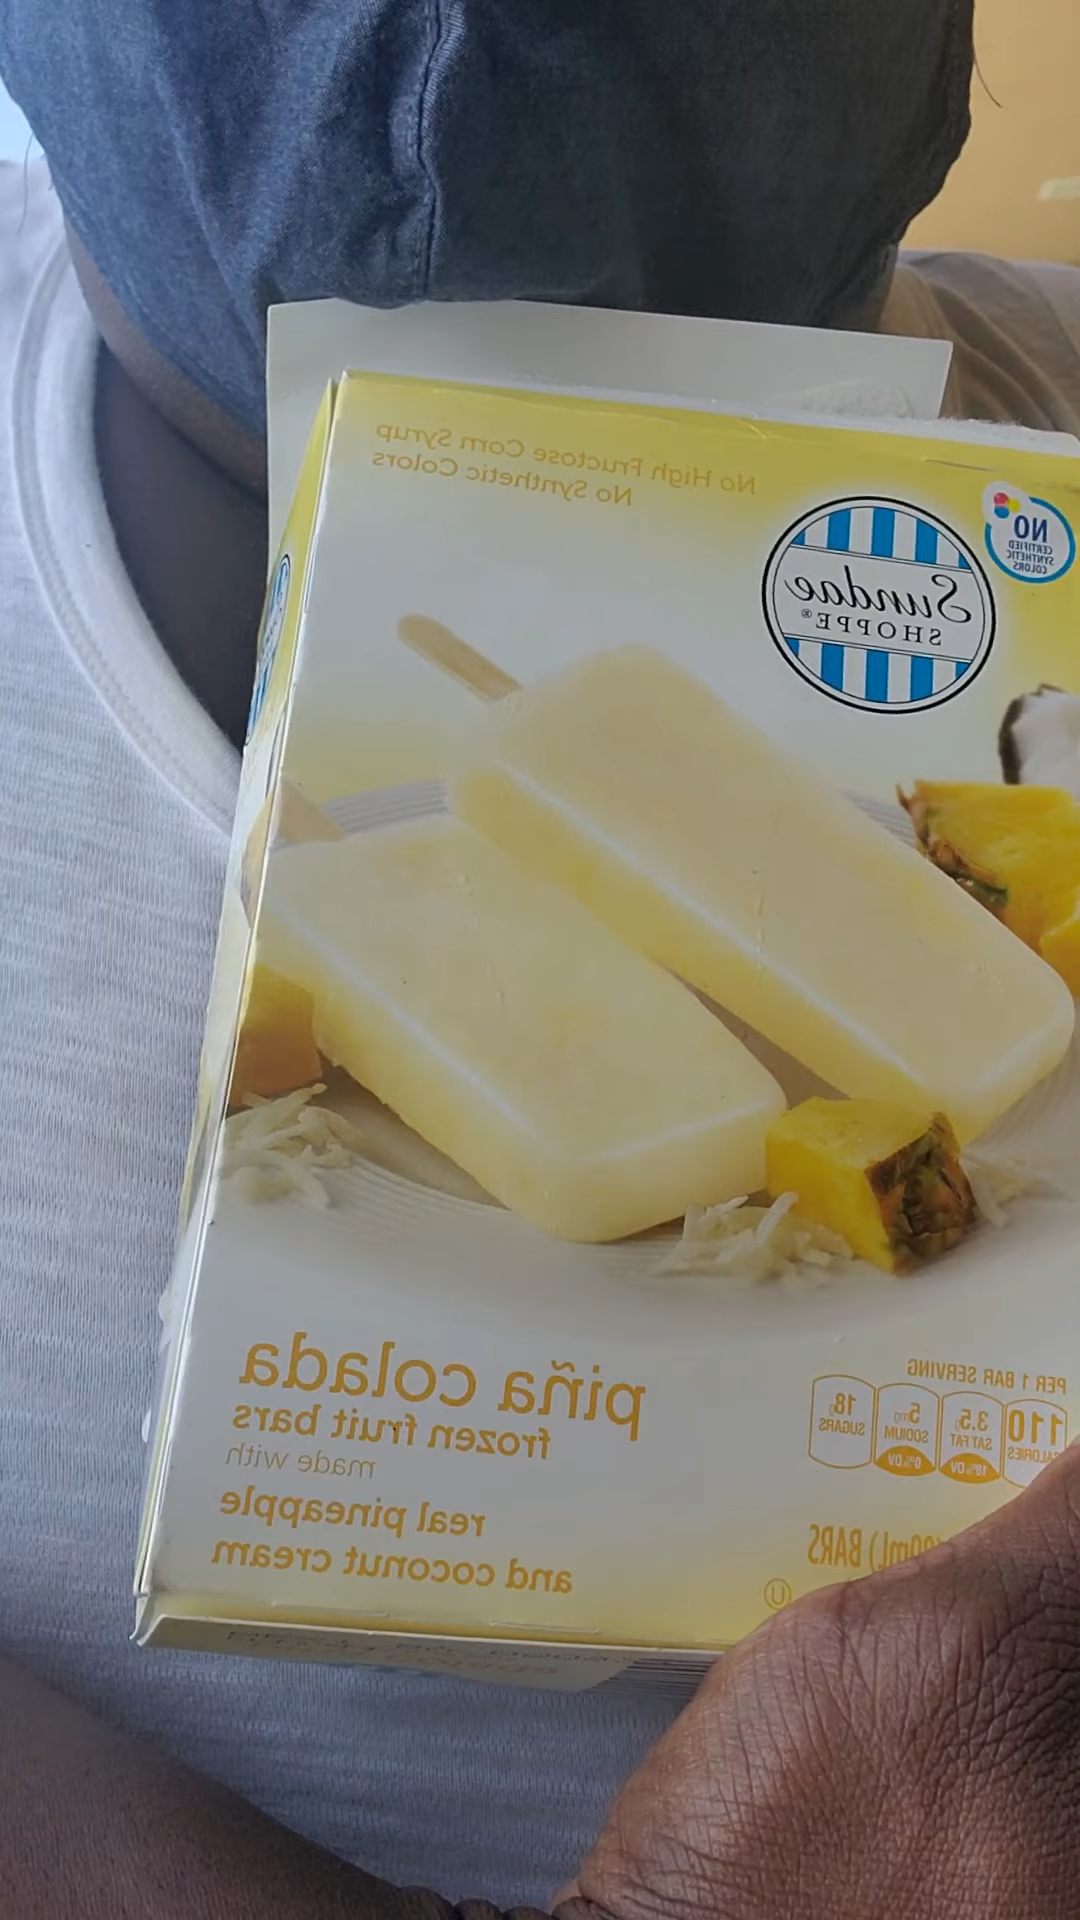 No High Fructose Corn Syrup
No Synthetic Colors
NO
CERTIFIED
SYNTHETIC
COLORS
Sundae
SHOPPE®
piña colada
frozen fruit bars
made with
real pineapple
and coconut cream
PER 1 BAR SERVING
110 3.5g 5mg 18g
CALORIES SAT FAT SODIUM SUGARS
18% DV 0% DV
mL) BARS
U